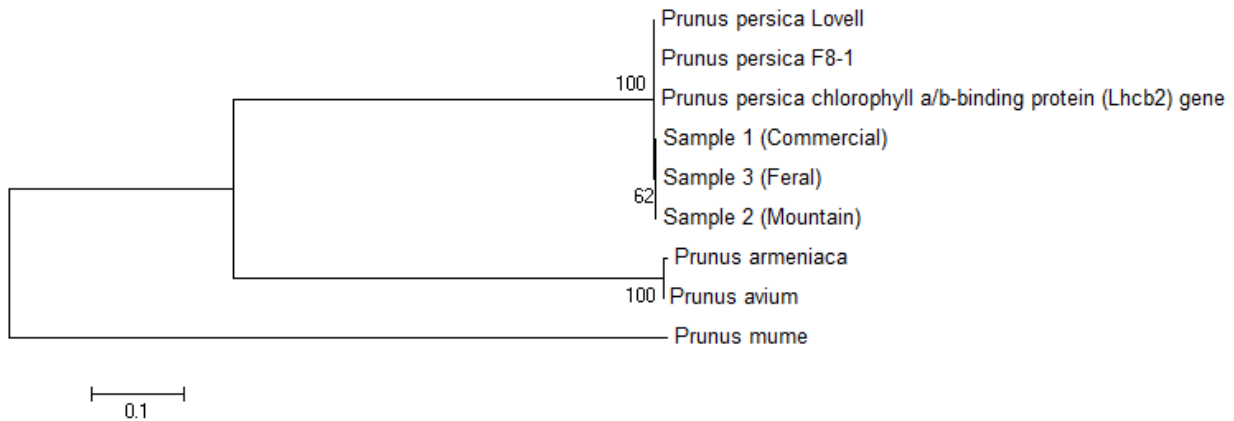 Prunus persica Lovell
Prunus persica F8-1
100
Prunus persica chlorophyll a/b-binding protein (Lhcb2) gene
Sample 1 (Commercial)
Sample 3 (Feral)
62
Sample 2 (Mountain)
Prunus armeniaca
100
Prunus avium
Prunus mume
0.1